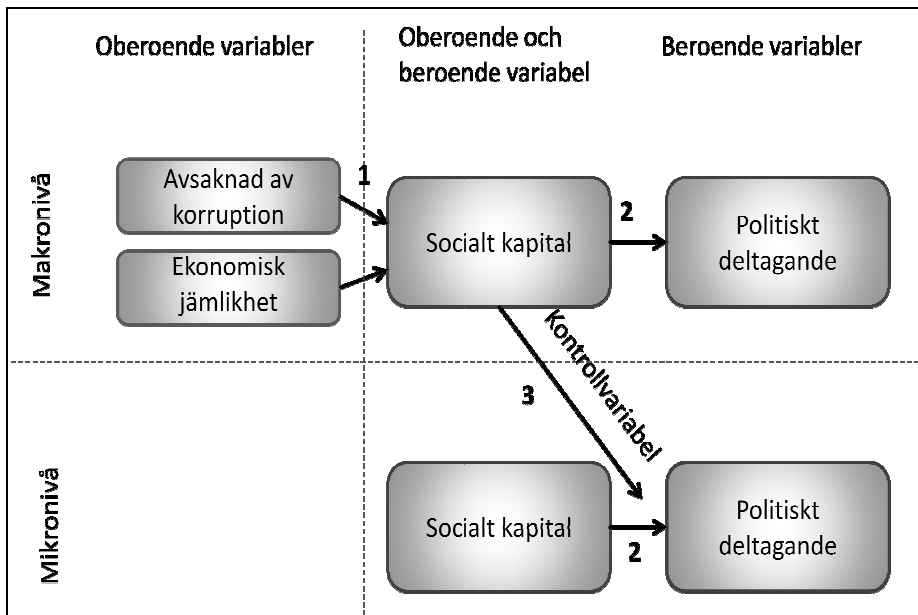 Oberoende variabler
Oberoende och
beroende variabel
Beroende variabler
Makronivå
Avsaknad av
korruption
1
Ekonomisk
jämlikhet
Socialt kapital
2
Politiskt
deltagande
Kontrollvariabel
3
Mikronivå
Socialt kapital
2
Politiskt
deltagande